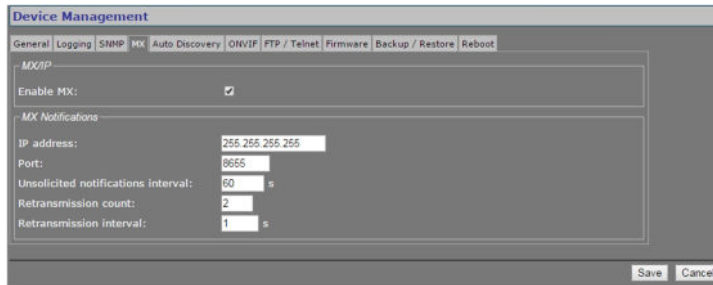 Device Management
General Logging SNMP MX Auto Discovery ONVIF FTP / Telnet Firmware Backup / Restore Reboot
MX/IP
Enable MX:
MX Notifications
IP address: 255.255.255.255
Port: 8655
Unsolicited notifications interval: 60 s
Retransmission count: 2
Retransmission interval: 1 s
Save Cancel